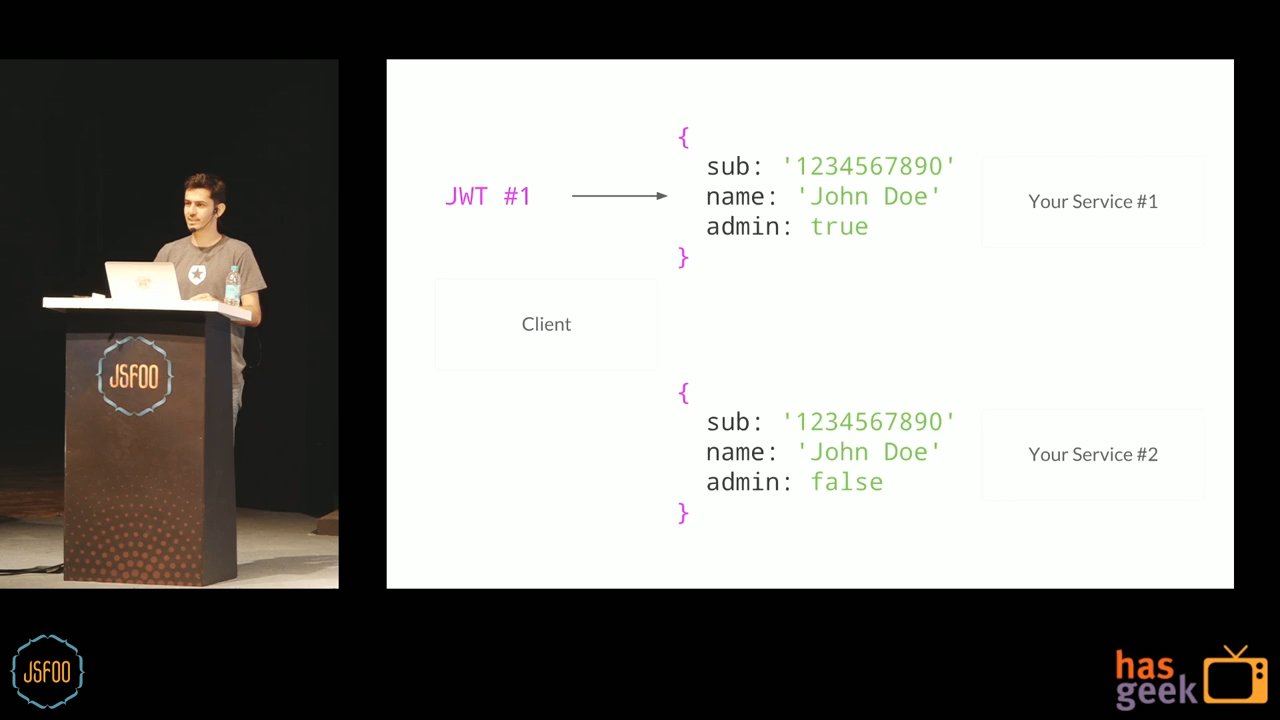 {
sub: '1234567890'
JWT #1
name: 'John Doe'
Your Service #1
admin: true
}
Client
{
sub: '1234567890'
name: 'John Doe'
Your Service #2
admin: false
}
JSFOO
JSFOO
has
geek